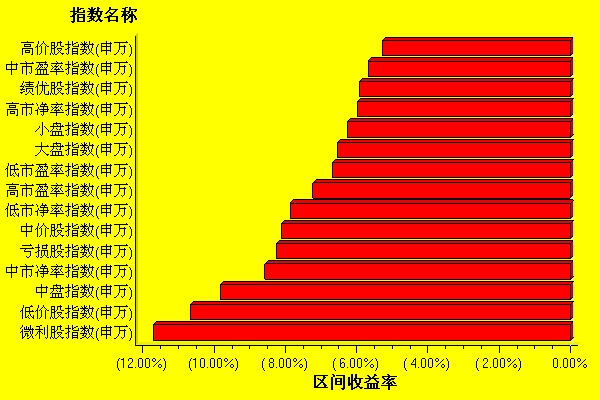 指数名称
高价股指数(申万)
中市盈率指数(申万)
绩优股指数(申万)
高市净率指数(申万)
小盘指数(申万)
大盘指数(申万)
低市盈率指数(申万)
高市盈率指数(申万)
低市净率指数(申万)
中价股指数(申万)
亏损股指数(申万)
中市净率指数(申万)
中盘指数(申万)
低价股指数(申万)
微利股指数(申万)
(12.00%) (10.00%) (8.00%) (6.00%) (4.00%) (2.00%) 0.00%
区间收益率